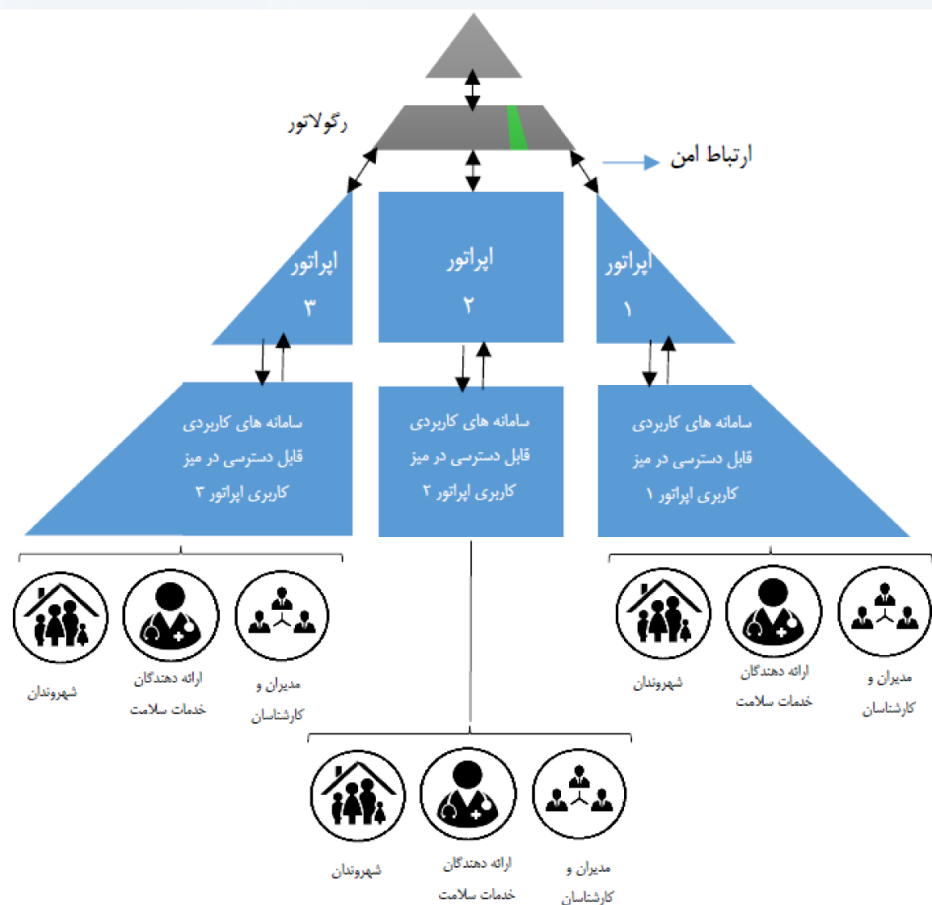 رگولاتور
ارتباط امن
اپراتور
۱
اپراتور
۲
اپراتور
۳
سامانه های کاربردی
قابل دسترسی در میز
کاربری اپراتور ۱
سامانه های کاربردی
قابل دسترسی در میز
کاربری اپراتور ۲
سامانه های کاربردی
قابل دسترسی در میز
کاربری اپراتور ۳
مدیران و
کارشناسان
ارائه دهندگان
خدمات سلامت
شهروندان
مدیران و
کارشناسان
ارائه دهندگان
خدمات سلامت
شهروندان
مدیران و
کارشناسان
ارائه دهندگان
خدمات سلامت
شهروندان